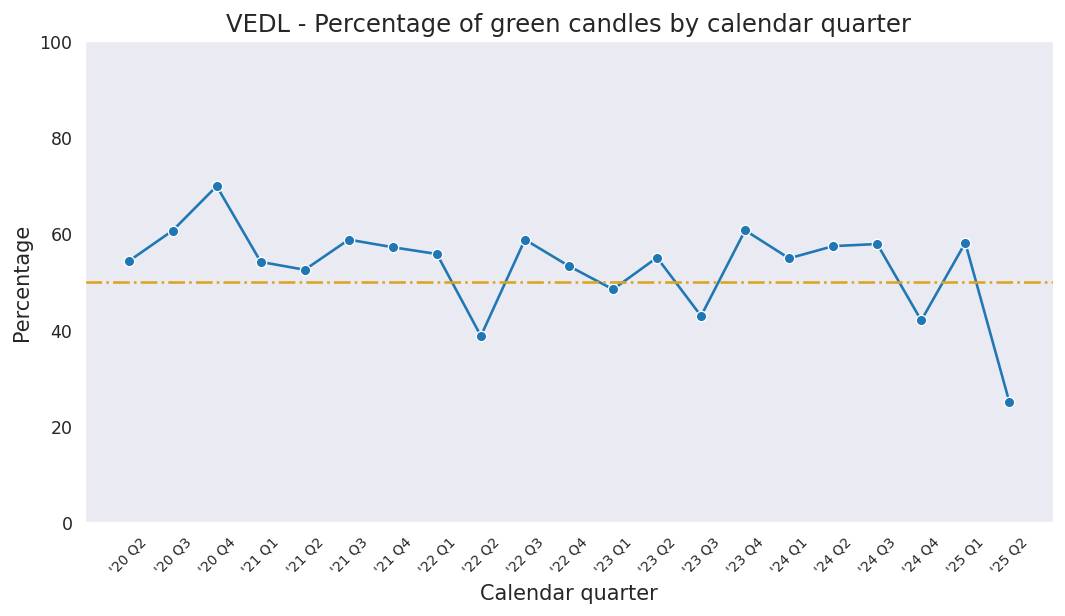 VEDL - Percentage of green candles by calendar quarter
Percentage
100
80
60
40
20
0
'20 Q2
'20 Q3
'20 Q4
'21 Q1
'21 Q2
'21 Q3
'21 Q4
'22 Q1
'22 Q2
'22 Q3
'22 Q4
'23 Q1
'23 Q2
'23 Q3
'23 Q4
'24 Q1
'24 Q2
'24 Q3
'24 Q4
'25 Q1
'25 Q2
Calendar quarter